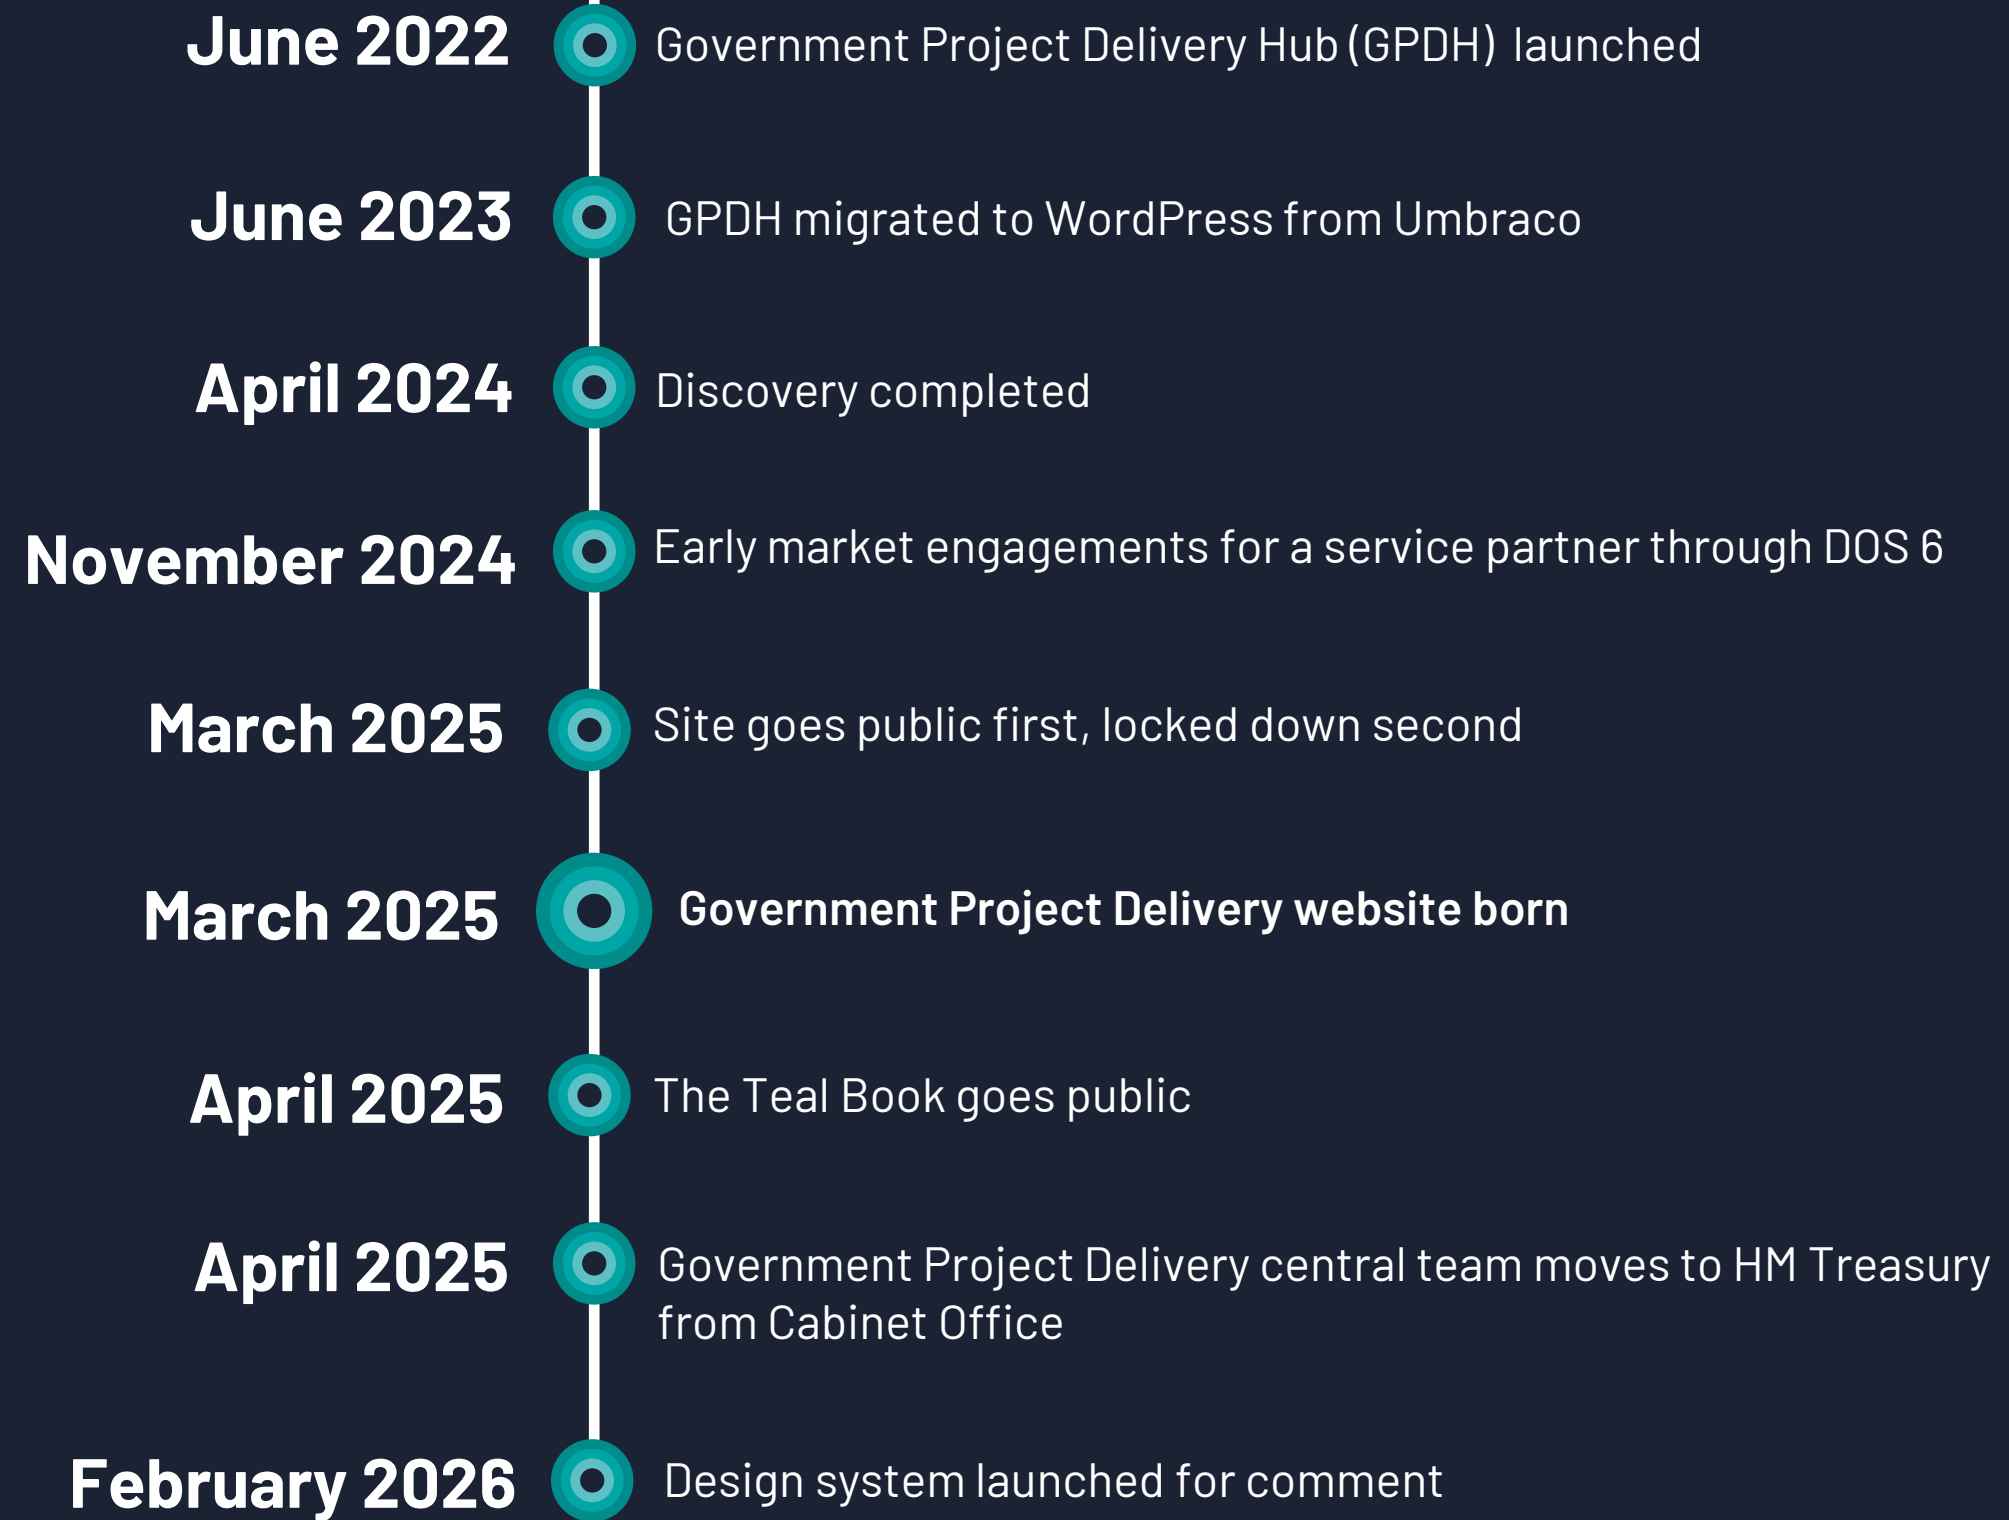 June 2022
Government Project Delivery Hub (GPDH) launched
June 2023
GPDH migrated to WordPress from Umbraco
April 2024
Discovery completed
November 2024
Early market engagements for a service partner through DOS 6
March 2025
Site goes public first, locked down second
March 2025
Government Project Delivery website born
April 2025
The Teal Book goes public
April 2025
Government Project Delivery central team moves to HM Treasury
from Cabinet Office
February 2026
Design system launched for comment